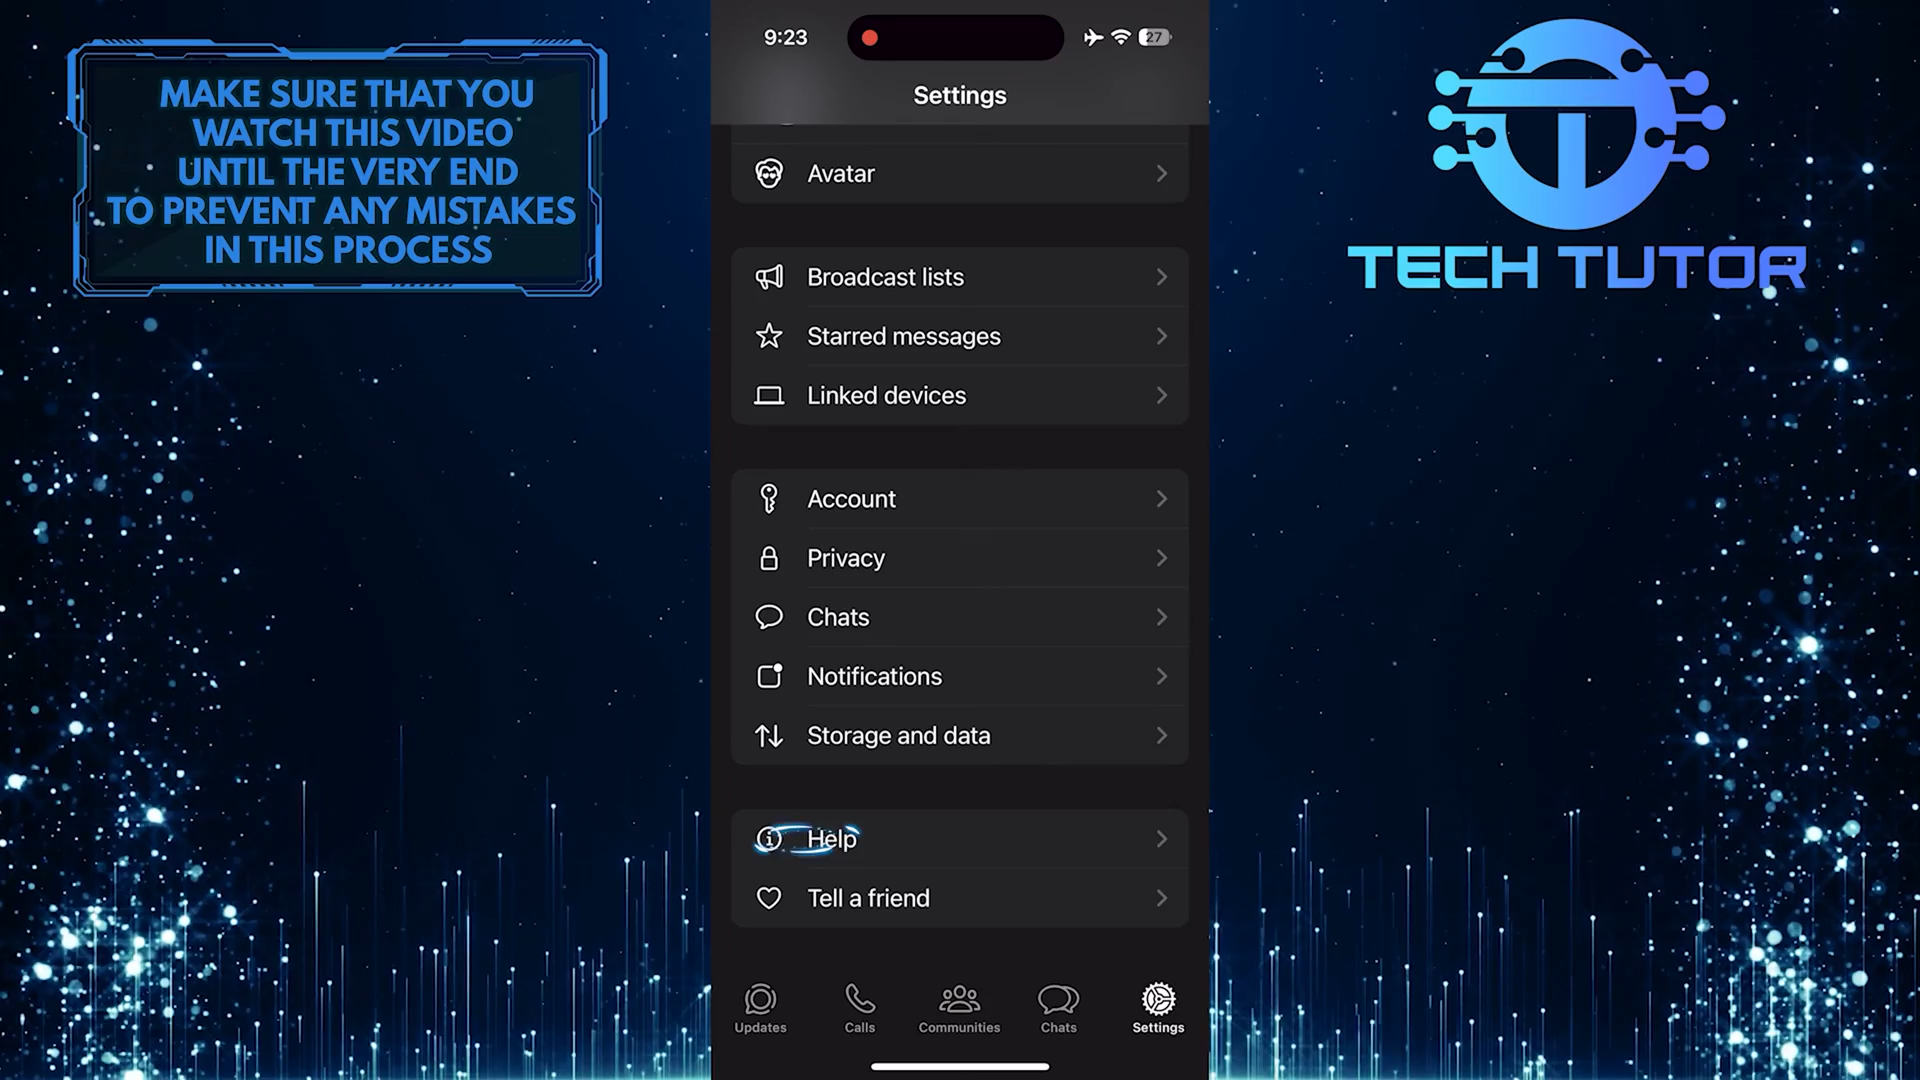 MAKE SURE THAT YOU
WATCH THIS VIDEO
UNTIL THE VERY END
TO PREVENT ANY MISTAKES
IN THIS PROCESS
9:23
27
Settings
Avatar
Broadcast lists
Starred messages
Linked devices
Account
Privacy
Chats
Notifications
Storage and data
Help
Tell a friend
Updates
Calls
Communities
Chats
Settings
TECH TUTOR